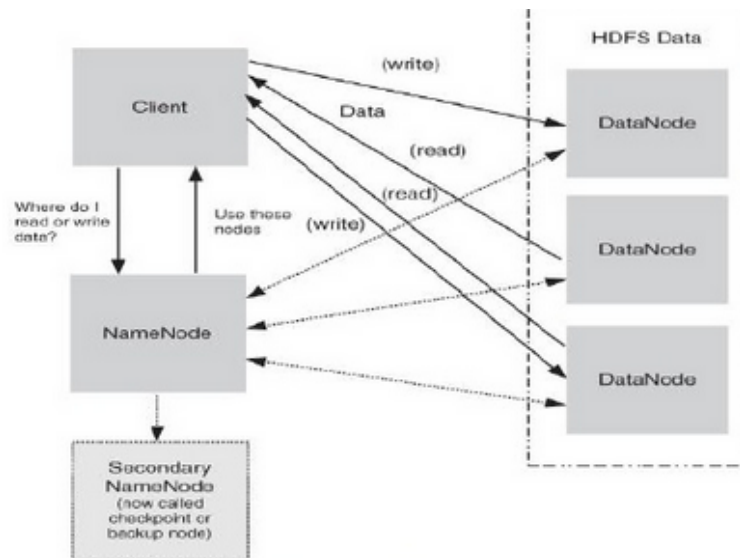 HDFS Data
(write)
Client
Data
DataNode
(read)
Where do I
read or write
data?
Use these
nodes
(read)
(write)
DataNode
NameNode
DataNode
Secondary
NameNode
(now called
checkpoint or
backup node)